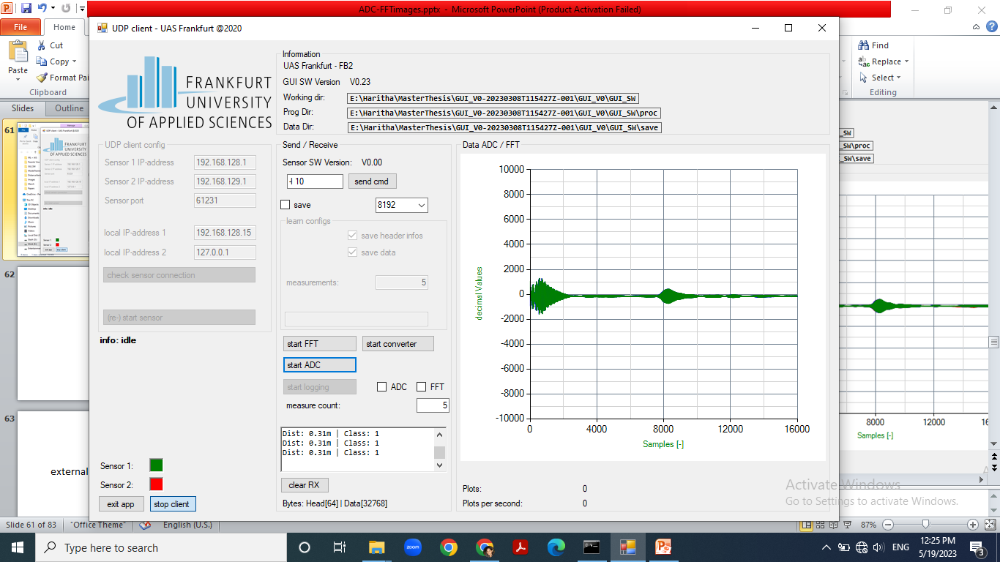 ADC-FFTimages.pptx - Microsoft PowerPoint (Product Activation Failed)
File
Home
Paste
Cut
Copy
Format Pai
Clipboard
Find
Replace
Select
Editing
Slides
Outline
61
62
63
external
UDP client - UAS Frankfurt @2020
FRANKFURT
UNIVERSITY
OF APPLIED SCIENCES
Information
UAS Frankfurt - FB2
GUI SW Version V0.23
Working dir: E:\Haritha\MasterThesis\GUI_V0-20230308T115427Z-001\GUI_V0\GUI_SW
Prog Dir: E:\Haritha\MasterThesis\GUI_V0-20230308T115427Z-001\GUI_V0\GUI_SW\proc
Data Dir: E:\Haritha\MasterThesis\GUI_V0-20230308T115427Z-001\GUI_V0\GUI_SW\save
UDP client config
Sensor 1 IP-address 192.168.128.1
Sensor 2 IP-address 192.168.129.1
Sensor port 61231
local IP-address 1 192.168.128.15
local IP-address 2 127.0.0.1
check sensor connection
(re-) start sensor
info: idle
Sensor 1:
Sensor 2:
exit app
stop client
Send / Receive
Sensor SW Version: V0.00
-l 10
send cmd
save
8192
learn configs
save header infos
save data
measurements: 5
start FFT
start converter
start ADC
start logging
ADC
FFT
measure count: 5
Dist: 0.31m | Class: 1
Dist: 0.31m | Class: 1
Dist: 0.31m | Class: 1
clear RX
Bytes: Head[64] | Data[32768]
Data ADC / FFT
10000
8000
6000
4000
2000
0
-2000
-4000
-6000
-8000
-10000
decimal Values
0 4000 8000 12000 16000
Samples [-]
Plots: 0
Plots per second: 0
_SW
_SW\proc
_SW\save
8000 12000 16
Samples [-]
Activate Windows
Go to Settings to activate Windows.
Slide 61 of 83
"Office Theme"
English (U.S.)
87%
Type here to search
zoom
ENG
12:25 PM
5/19/2023
3